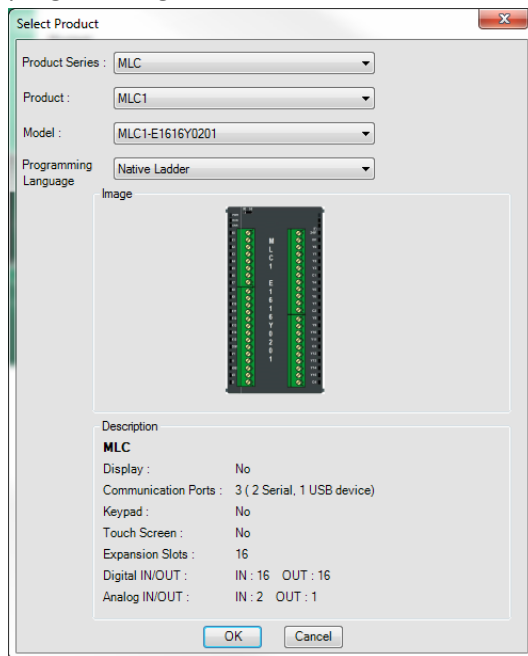 Select Product
Product Series : MLC
Product : MLC1
Model : MLC1-E1616Y0201
Programming Language Native Ladder
Image
MLC1 E1616Y0201
Description
MLC
Display : No
Communication Ports : 3 ( 2 Serial, 1 USB device)
Keypad : No
Touch Screen : No
Expansion Slots : 16
Digital IN/OUT : IN : 16 OUT : 16
Analog IN/OUT : IN : 2 OUT : 1
OK Cancel